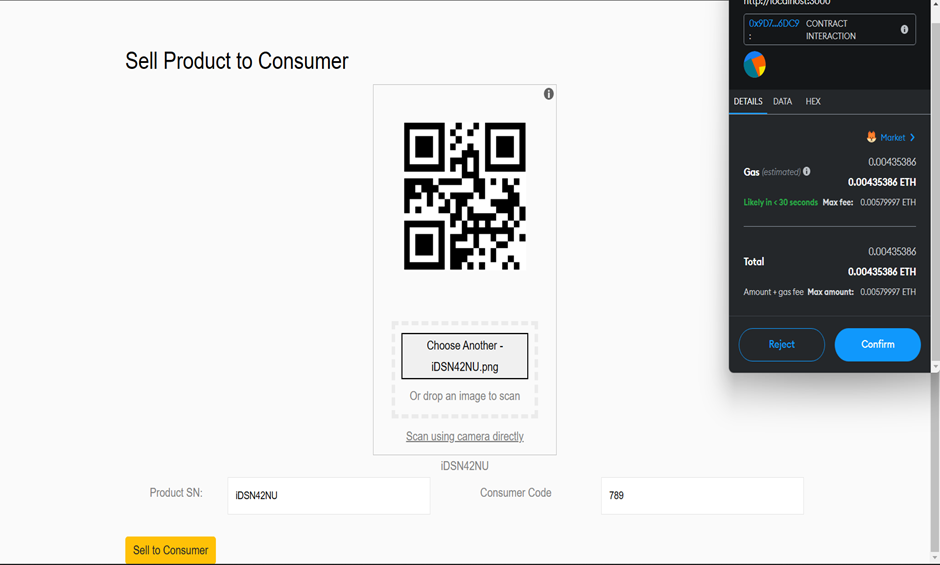 http://localhost:3000
0x9D7...6DC9 CONTRACT
: INTERACTION
DETAILS DATA HEX
Market >
Gas (estimated) 0.00435386
0.00435386 ETH
Likely in < 30 seconds Max fee: 0.00579997 ETH
Total 0.00435386
0.00435386 ETH
Amount + gas fee Max amount: 0.00579997 ETH
Reject Confirm
Sell Product to Consumer
Choose Another -
iDSN42NU.png
Or drop an image to scan
Scan using camera directly
iDSN42NU
Product SN: iDSN42NU Consumer Code 789
Sell to Consumer